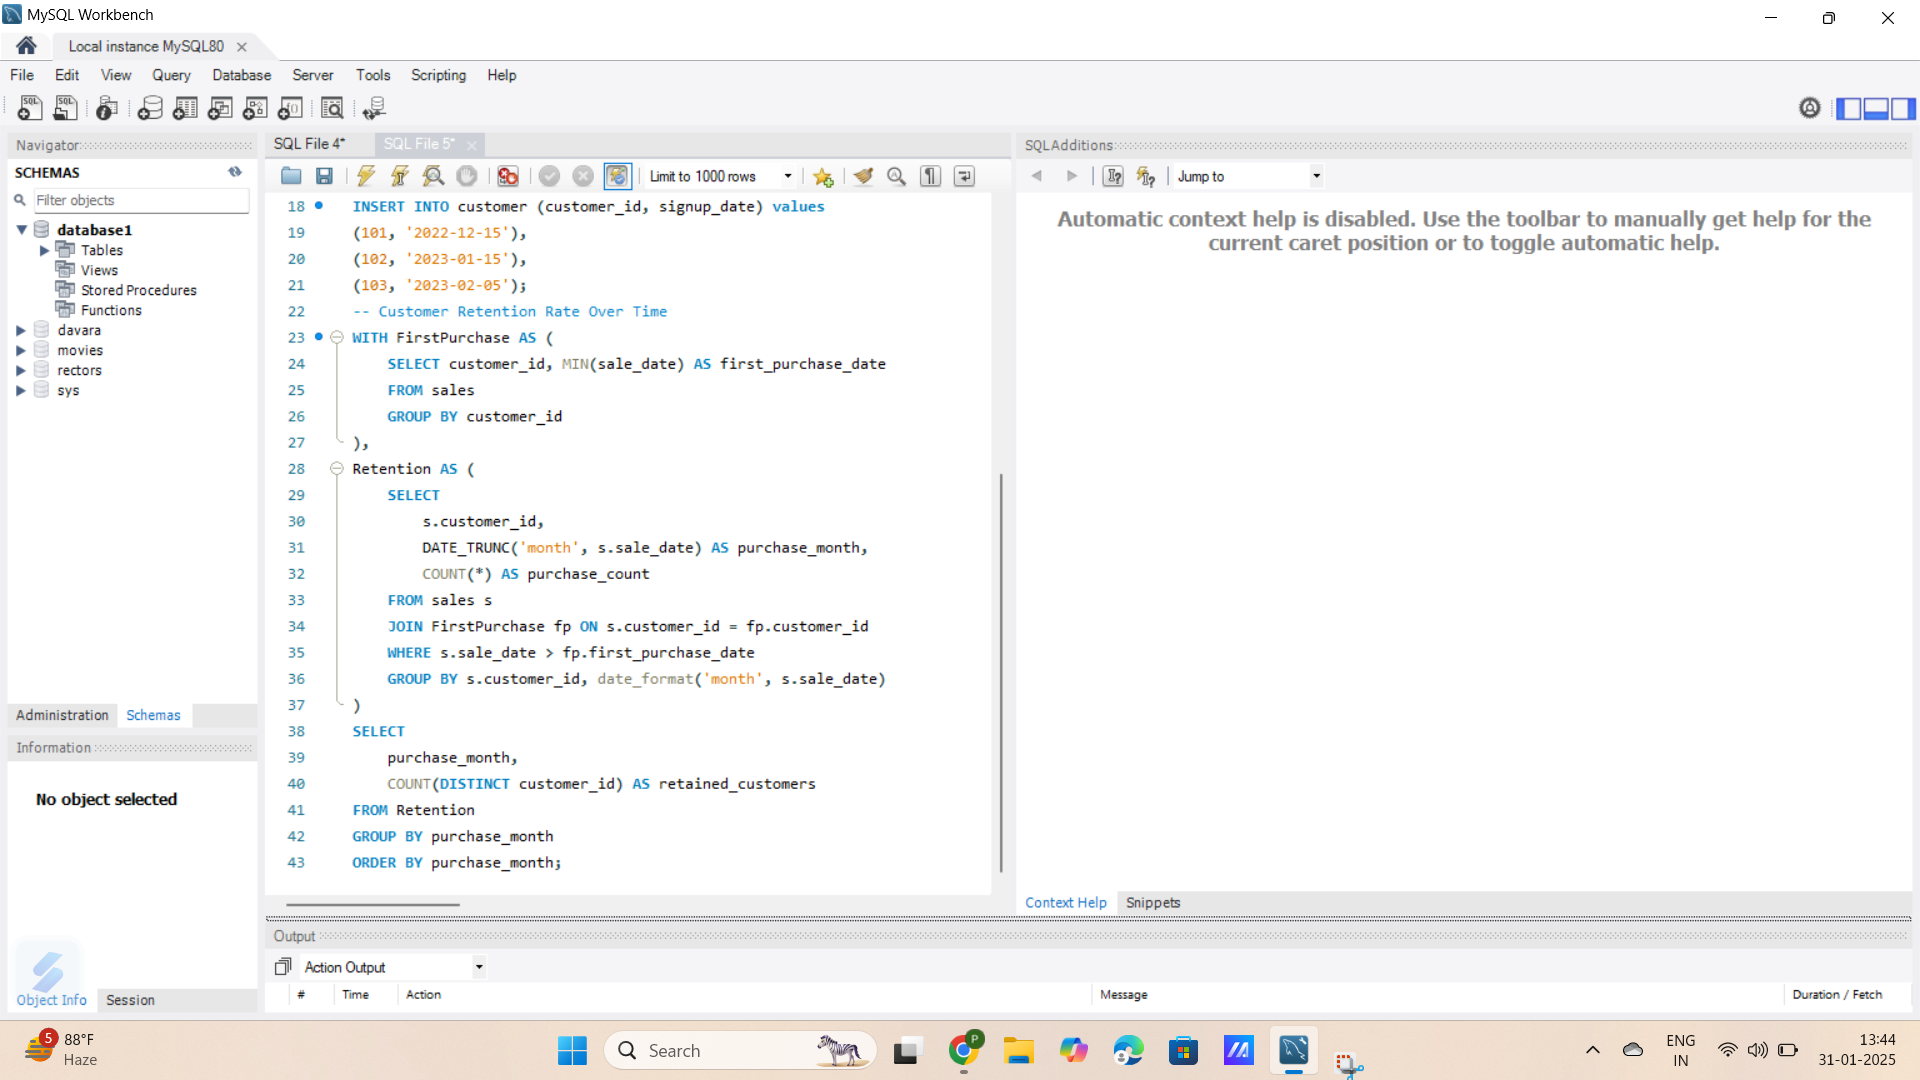 MySQL Workbench
Local instance MySQL80
File Edit View Query Database Server Tools Scripting Help
Navigator
SCHEMAS
Filter objects
database1
Tables
Views
Stored Procedures
Functions
davara
movies
rectors
sys
Administration Schemas
Information
No object selected
Object Info Session
SQL File 4* SQL File 5*
Limit to 1000 rows
18 INSERT INTO customer (customer_id, signup_date) values
19 (101, '2022-12-15'),
20 (102, '2023-01-15'),
21 (103, '2023-02-05');
22 -- Customer Retention Rate Over Time
23 WITH FirstPurchase AS (
24 SELECT customer_id, MIN(sale_date) AS first_purchase_date
25 FROM sales
26 GROUP BY customer_id
27 ),
28 Retention AS (
29 SELECT
30 s.customer_id,
31 DATE_TRUNC('month', s.sale_date) AS purchase_month,
32 COUNT(*) AS purchase_count
33 FROM sales s
34 JOIN FirstPurchase fp ON s.customer_id = fp.customer_id
35 WHERE s.sale_date > fp.first_purchase_date
36 GROUP BY s.customer_id, date_format('month', s.sale_date)
37 )
38 SELECT
39 purchase_month,
40 COUNT(DISTINCT customer_id) AS retained_customers
41 FROM Retention
42 GROUP BY purchase_month
43 ORDER BY purchase_month;
SQLAdditions
Jump to
Automatic context help is disabled. Use the toolbar to manually get help for the
current caret position or to toggle automatic help.
Context Help Snippets
Output
Action Output
# Time Action Message Duration / Fetch
5
88°F
Haze
Search
P
ENG
IN
13:44
31-01-2025